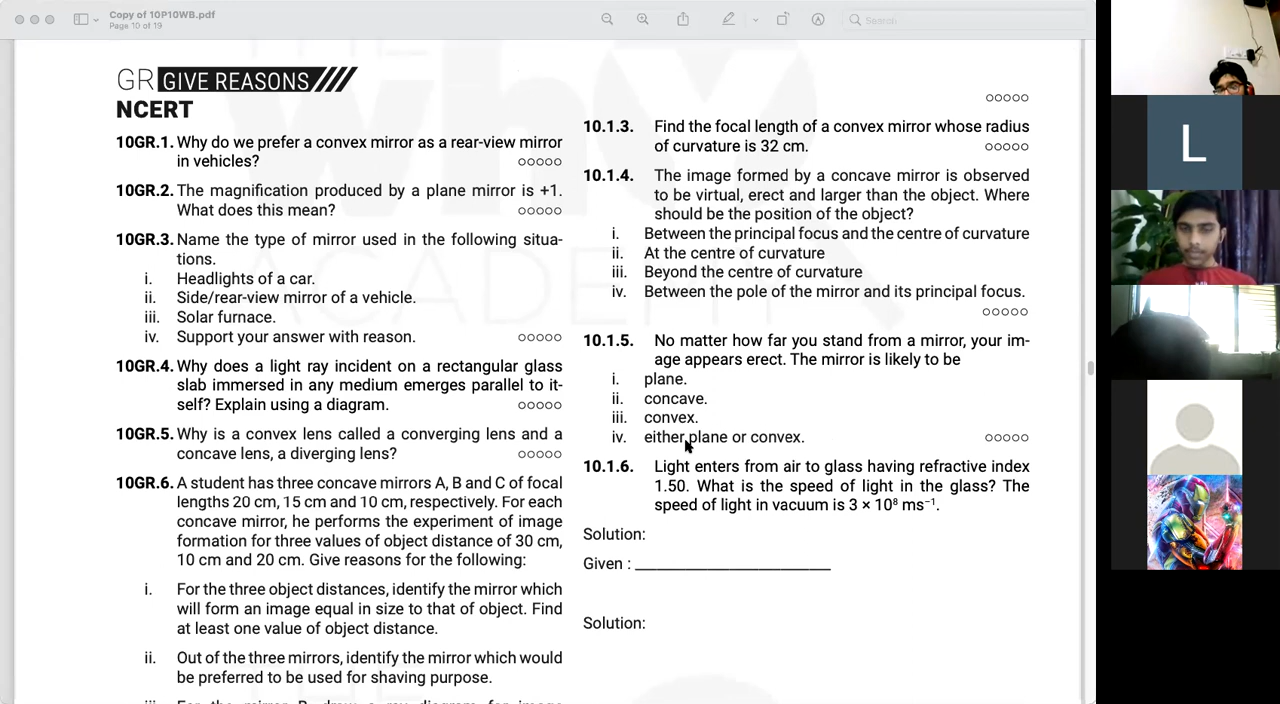 Copy of 10P10WB.pdf
Page 10 of 19
Search
GR GIVE REASONS
NCERT
10GR.1. Why do we prefer a convex mirror as a rear-view mirror
in vehicles?
10GR.2. The magnification produced by a plane mirror is +1.
What does this mean?
10GR.3. Name the type of mirror used in the following situa-
tions.
i. Headlights of a car.
ii. Side/rear-view mirror of a vehicle.
iii. Solar furnace.
iv. Support your answer with reason.
10GR.4. Why does a light ray incident on a rectangular glass
slab immersed in any medium emerges parallel to it-
self? Explain using a diagram.
10GR.5. Why is a convex lens called a converging lens and a
concave lens, a diverging lens?
10GR.6. A student has three concave mirrors A, B and C of focal
lengths 20 cm, 15 cm and 10 cm, respectively. For each
concave mirror, he performs the experiment of image
formation for three values of object distance of 30 cm,
10 cm and 20 cm. Give reasons for the following:
i. For the three object distances, identify the mirror which
will form an image equal in size to that of object. Find
at least one value of object distance.
ii. Out of the three mirrors, identify the mirror which would
be preferred to be used for shaving purpose.
iii. For the mirror B, draw a ray diagram for image
10.1.3. Find the focal length of a convex mirror whose radius
of curvature is 32 cm.
10.1.4. The image formed by a concave mirror is observed
to be virtual, erect and larger than the object. Where
should be the position of the object?
i. Between the principal focus and the centre of curvature
ii. At the centre of curvature
iii. Beyond the centre of curvature
iv. Between the pole of the mirror and its principal focus.
10.1.5. No matter how far you stand from a mirror, your im-
age appears erect. The mirror is likely to be
i. plane.
ii. concave.
iii. convex.
iv. either plane or convex.
10.1.6. Light enters from air to glass having refractive index
1.50. What is the speed of light in the glass? The
speed of light in vacuum is 3 × 10⁸ ms⁻¹.
Solution:
Given : ____________________
Solution:
THE
why
ACADEMY
L